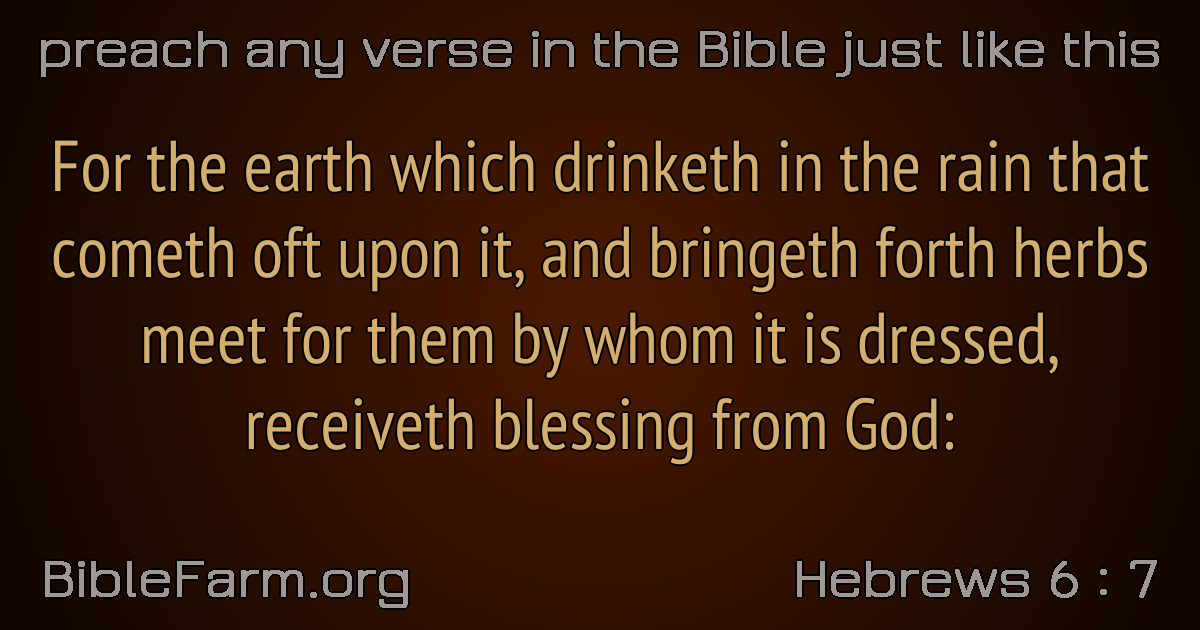 preach any verse in the Bible just like this
For the earth which drinketh in the rain that
cometh oft upon it, and bringeth forth herbs
meet for them by whom it is dressed,
receiveth blessing from God:
BibleFarm.org
Hebrews 6 : 7